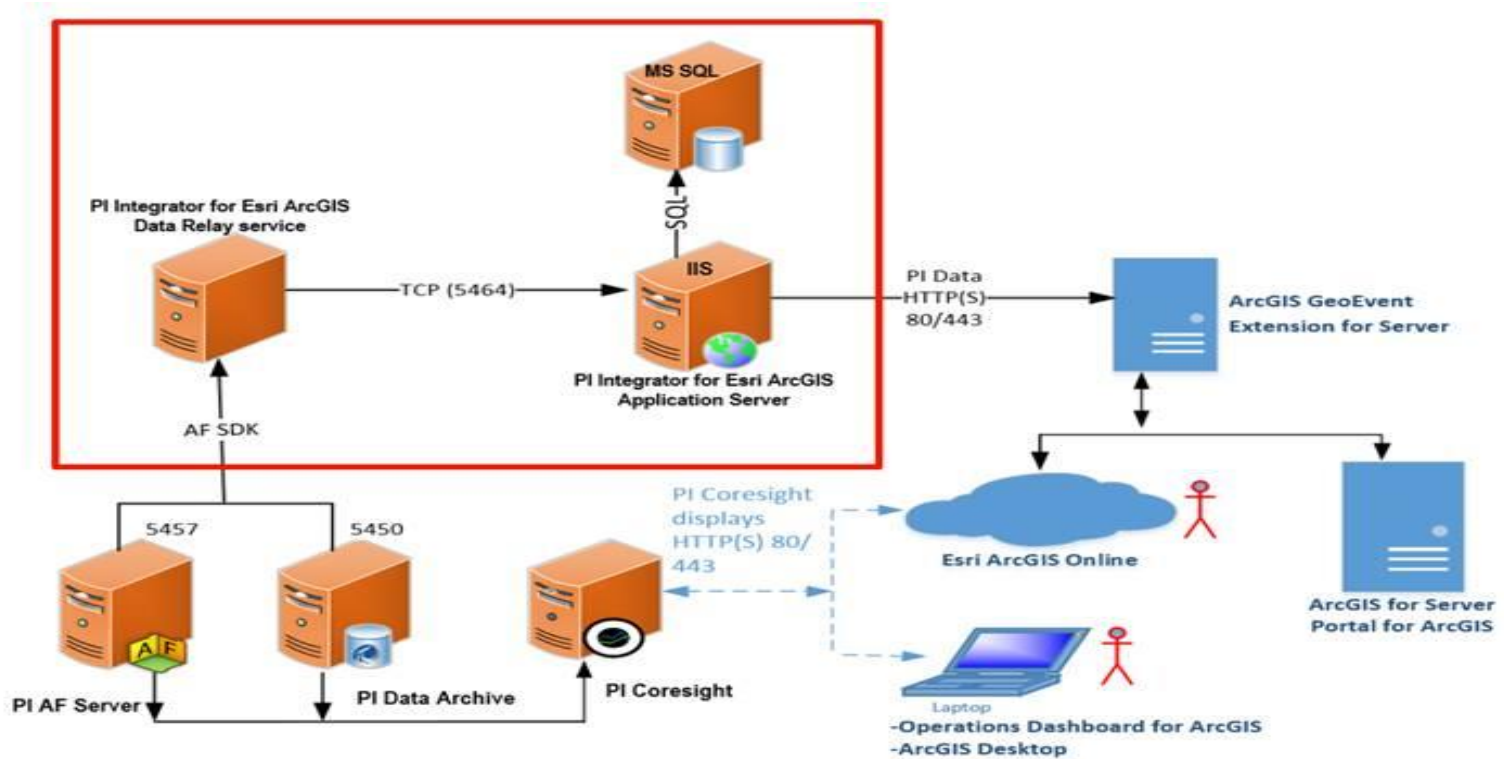 MS SQL
SQL
PI Integrator for Esri ArcGIS
Data Relay service
IIS
TCP (5464)
PI Data
HTTP(S)
80/443
ArcGIS GeoEvent
Extension for Server
PI Integrator for Esri ArcGIS
Application Server
AF SDK
5457
5450
PI Coresight
displays
HTTP(S) 80/
443
Esri ArcGIS Online
ArcGIS for Server
Portal for ArcGIS
A F
PI AF Server
PI Data Archive
PI Coresight
Laptop
-Operations Dashboard for ArcGIS
-ArcGIS Desktop